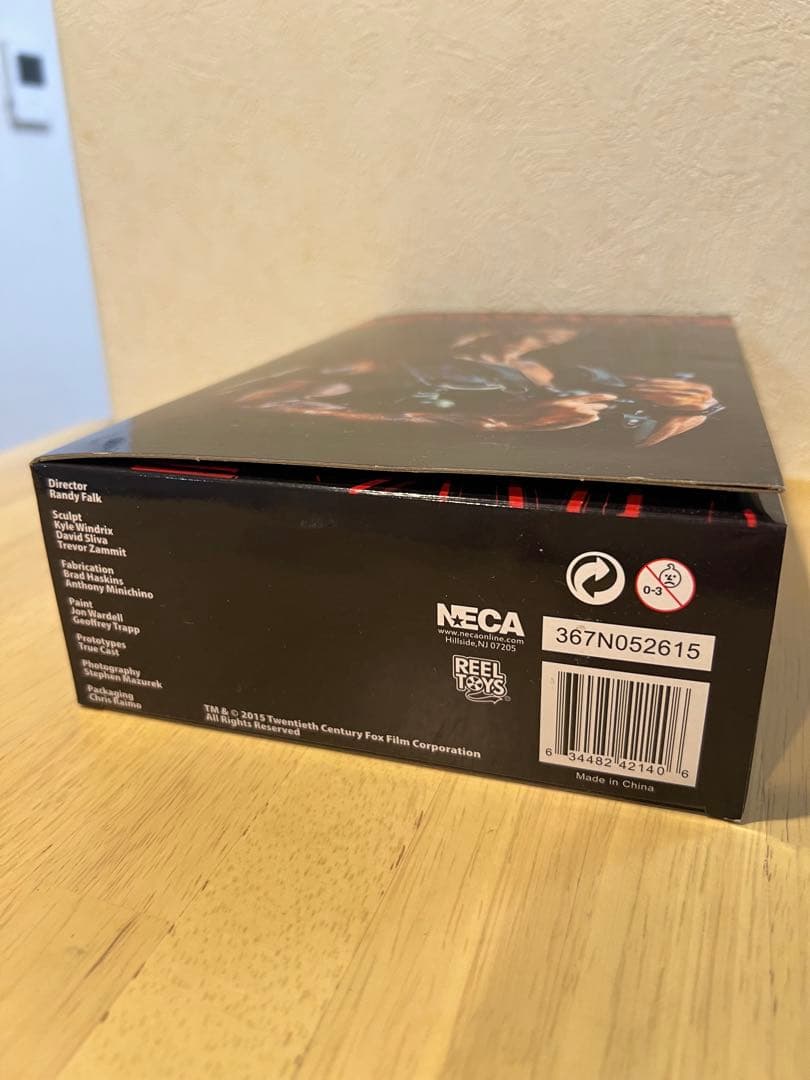 Director
Randy Falk
Sculpt
Kyle Windrix
David Sliva
Trevor Zammit
Fabrication
Brad Haskins
Anthony Minichino
Paint
Jon Wardell
Geoffrey Trapp
Prototypes
True Cast
Photography
Stephen Mazurek
Packaging
Chris Raimo
TM & © 2015 Twentieth Century Fox Film Corporation
All Rights Reserved
NECA
www.necaonline.com
Hillside, NJ 07205
REEL
TOYS
0-3
367N052615
6 34482 42140 6
Made in China